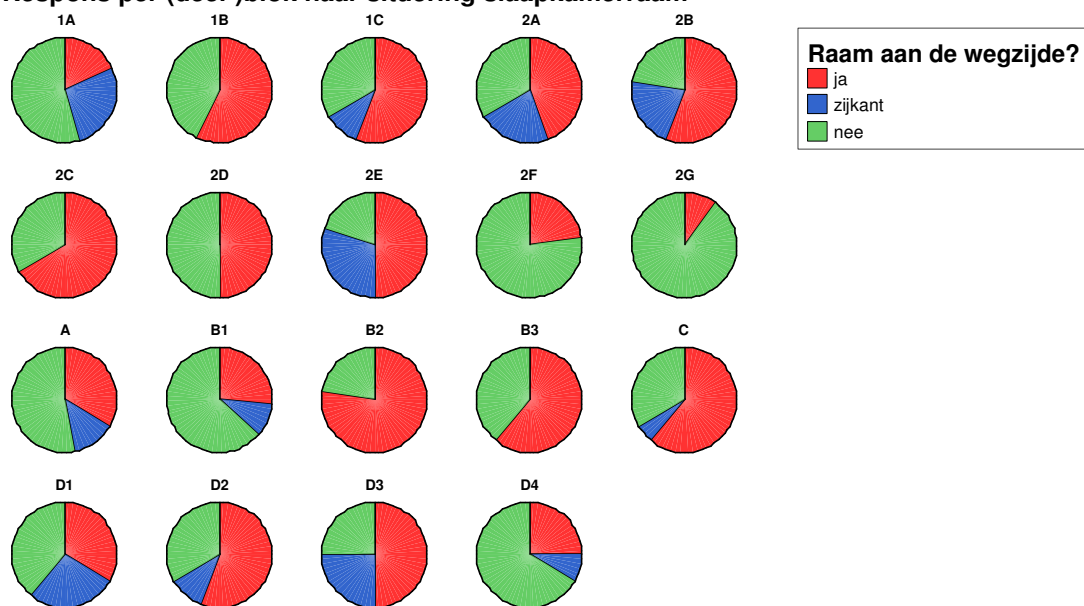 1A 1B 1C 2A 2B
Raam aan de wegzijde?
ja
zijkant
nee
2C 2D 2E 2F 2G
A B1 B2 B3 C
D1 D2 D3 D4